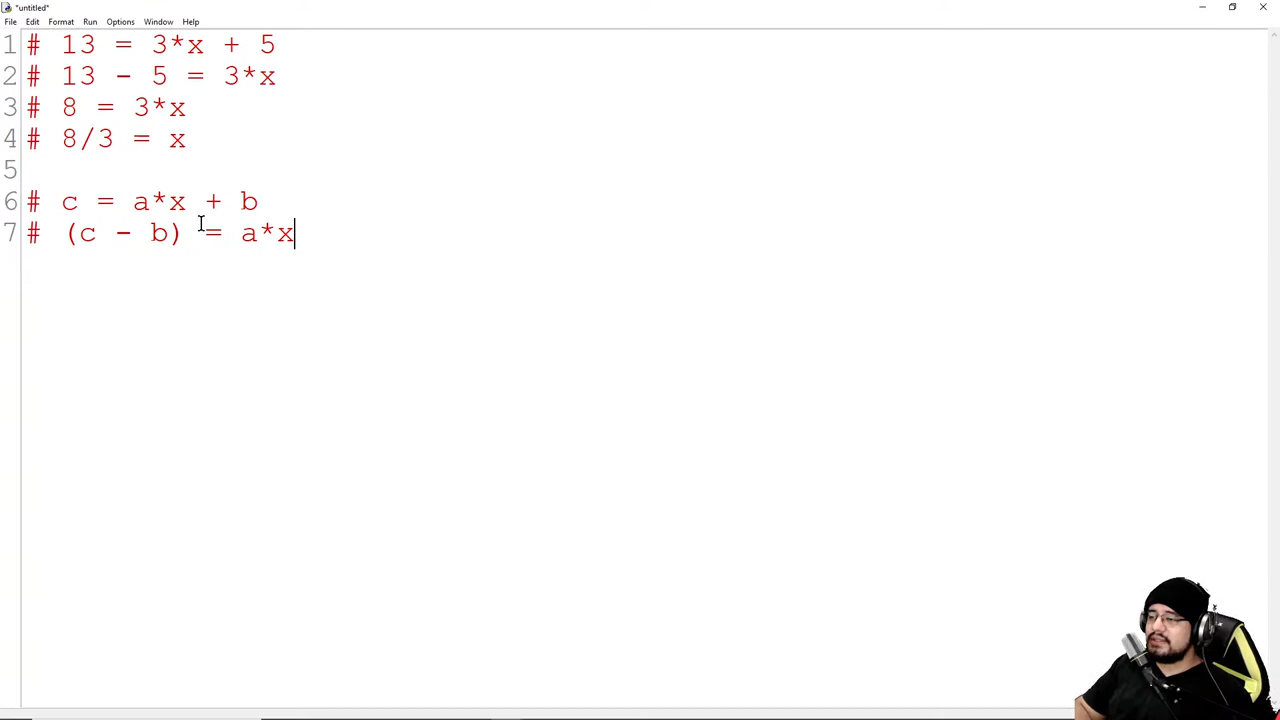 *untitled*
File Edit Format Run Options Window Help
1 # 13 = 3*x + 5
2 # 13 - 5 = 3*x
3 # 8 = 3*x
4 # 8/3 = x
5
6 # c = a*x + b
7 # (c - b) = a*x